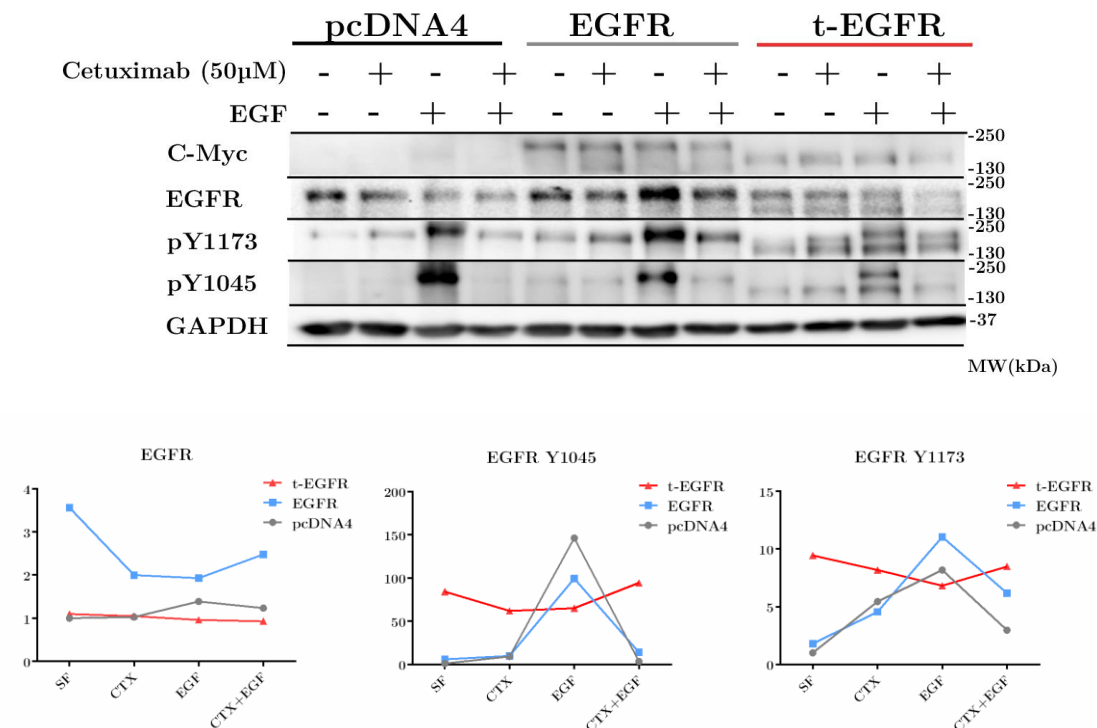 pcDNA4 EGFR t-EGFR
Cetuximab (50µM) - + - + - + - + - + - +
EGF - - + + - - + + - - + +
C-Myc -250
-130
EGFR -250
-130
pY1173 -250
-130
pY1045 -250
-130
GAPDH -37
MW(kDa)
EGFR
4
3
2
1
0
SF CTX EGF CTX+EGF
t-EGFR
EGFR
pcDNA4
EGFR Y1045
200
150
100
50
0
SF CTX EGF CTX+EGF
t-EGFR
EGFR
pcDNA4
EGFR Y1173
15
10
5
0
SF CTX EGF CTX+EGF
t-EGFR
EGFR
pcDNA4